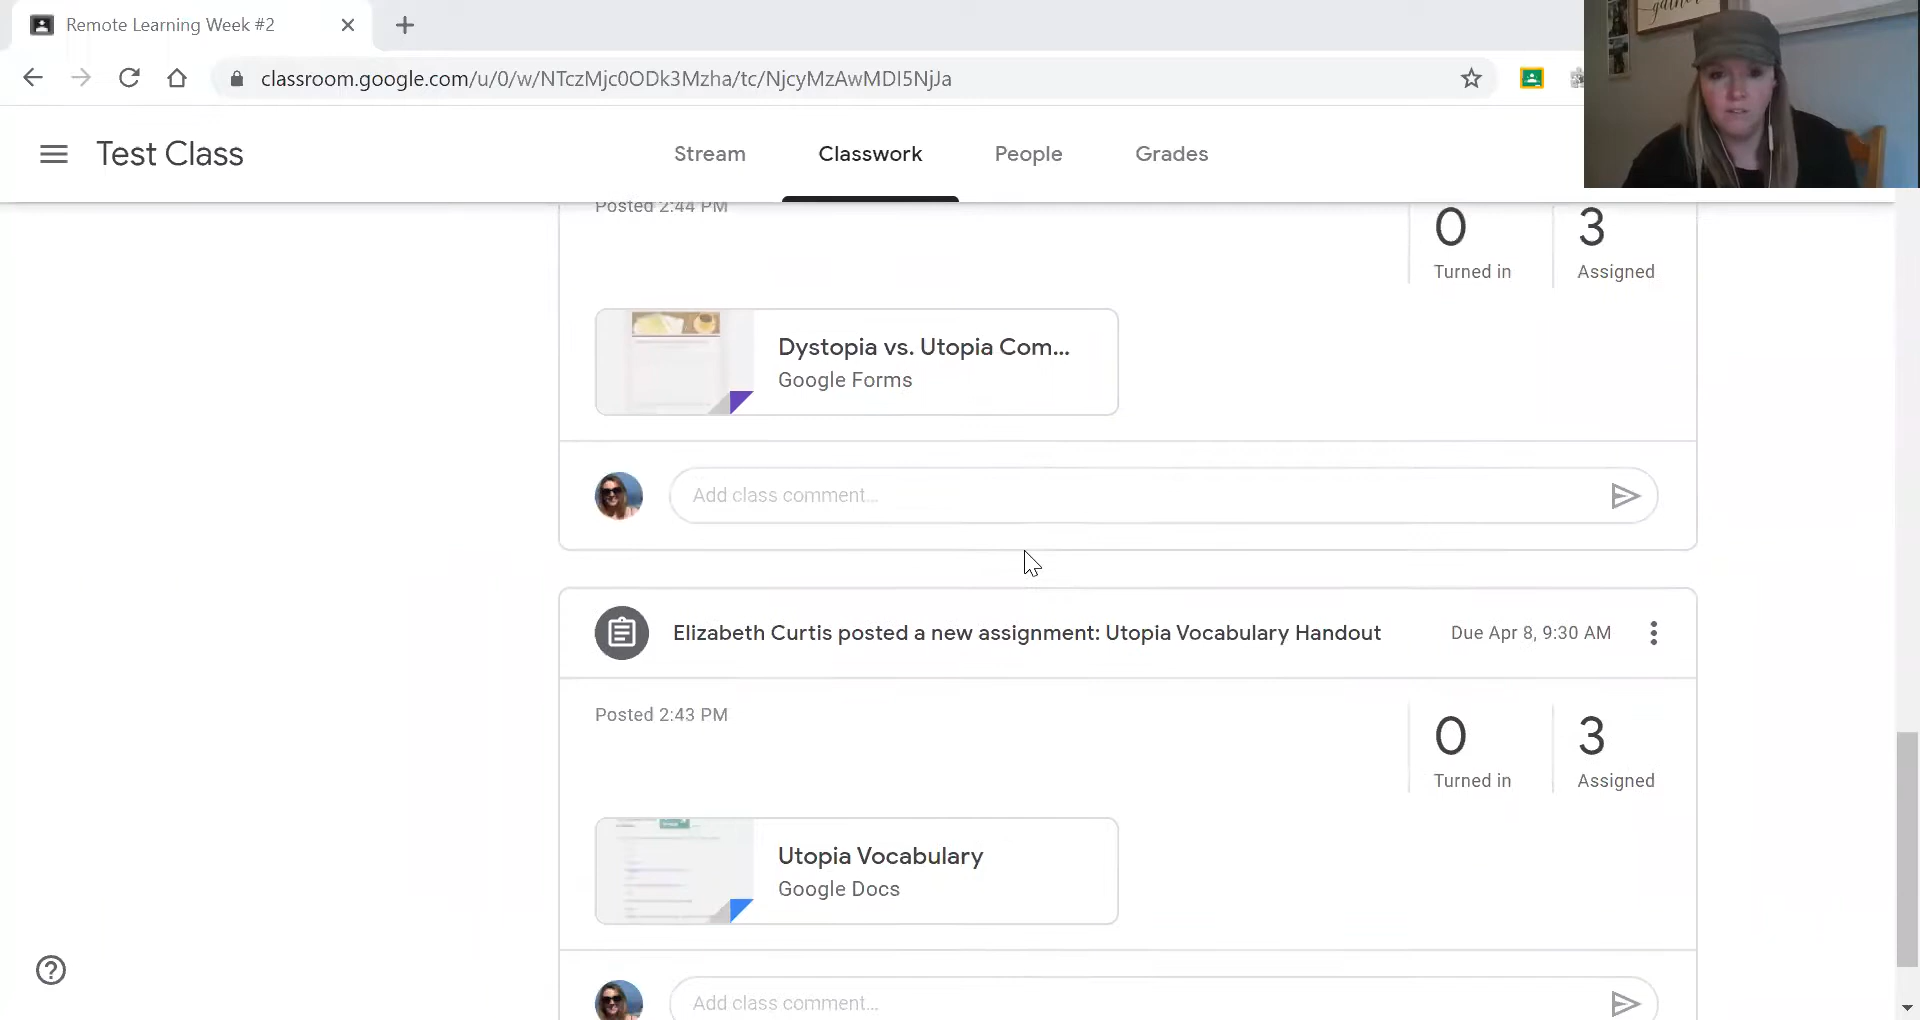 Remote Learning Week #2
classroom.google.com/u/0/w/NTczMjc0ODk3Mzha/tc/NjcyMzAwMDI5NjJa
gather
Test Class
Stream
Classwork
People
Grades
Posted 2:44 PM
0
Turned in
3
Assigned
Dystopia vs. Utopia Com...
Google Forms
Add class comment...
Elizabeth Curtis posted a new assignment: Utopia Vocabulary Handout
Due Apr 8, 9:30 AM
Posted 2:43 PM
0
Turned in
3
Assigned
Utopia Vocabulary
Google Docs
Add class comment...